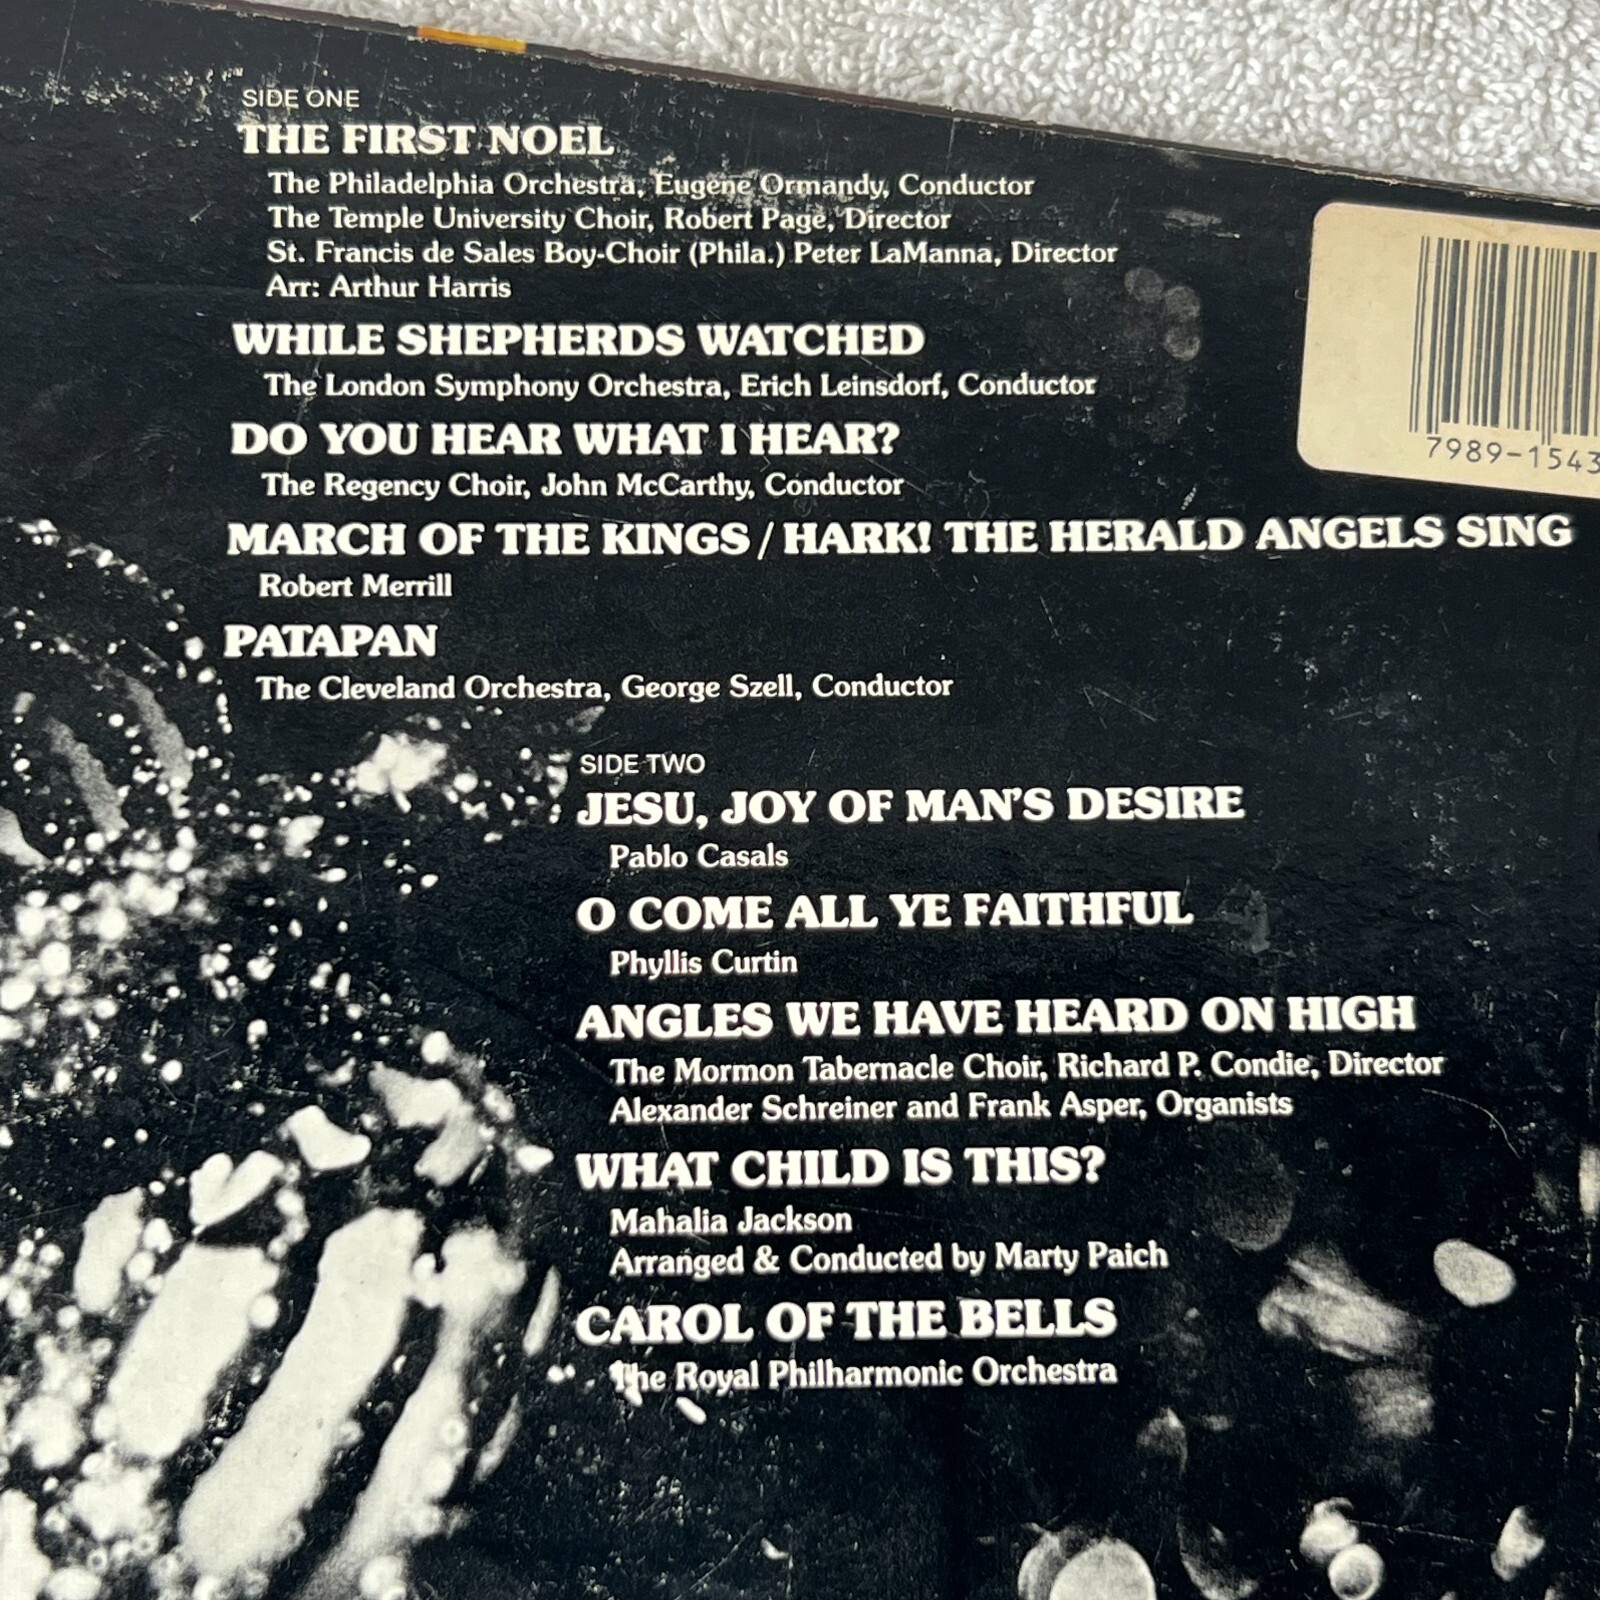 SIDE ONE
THE FIRST NOEL
The Philadelphia Orchestra, Eugene Ormandy, Conductor
The Temple University Choir, Robert Page, Director
St. Francis de Sales Boy-Choir (Phila.) Peter LaManna, Director
Arr: Arthur Harris
WHILE SHEPHERDS WATCHED
The London Symphony Orchestra, Erich Leinsdorf, Conductor
DO YOU HEAR WHAT I HEAR?
The Regency Choir, John McCarthy, Conductor
MARCH OF THE KINGS / HARK! THE HERALD ANGELS SING
Robert Merrill
PATAPAN
The Cleveland Orchestra, George Szell, Conductor
7989-1543
SIDE TWO
JESU, JOY OF MAN'S DESIRE
Pablo Casals
O COME ALL YE FAITHFUL
Phyllis Curtin
ANGLES WE HAVE HEARD ON HIGH
The Mormon Tabernacle Choir, Richard P. Condie, Director
Alexander Schreiner and Frank Asper, Organists
WHAT CHILD IS THIS?
Mahalia Jackson
Arranged & Conducted by Marty Paich
CAROL OF THE BELLS
The Royal Philharmonic Orchestra